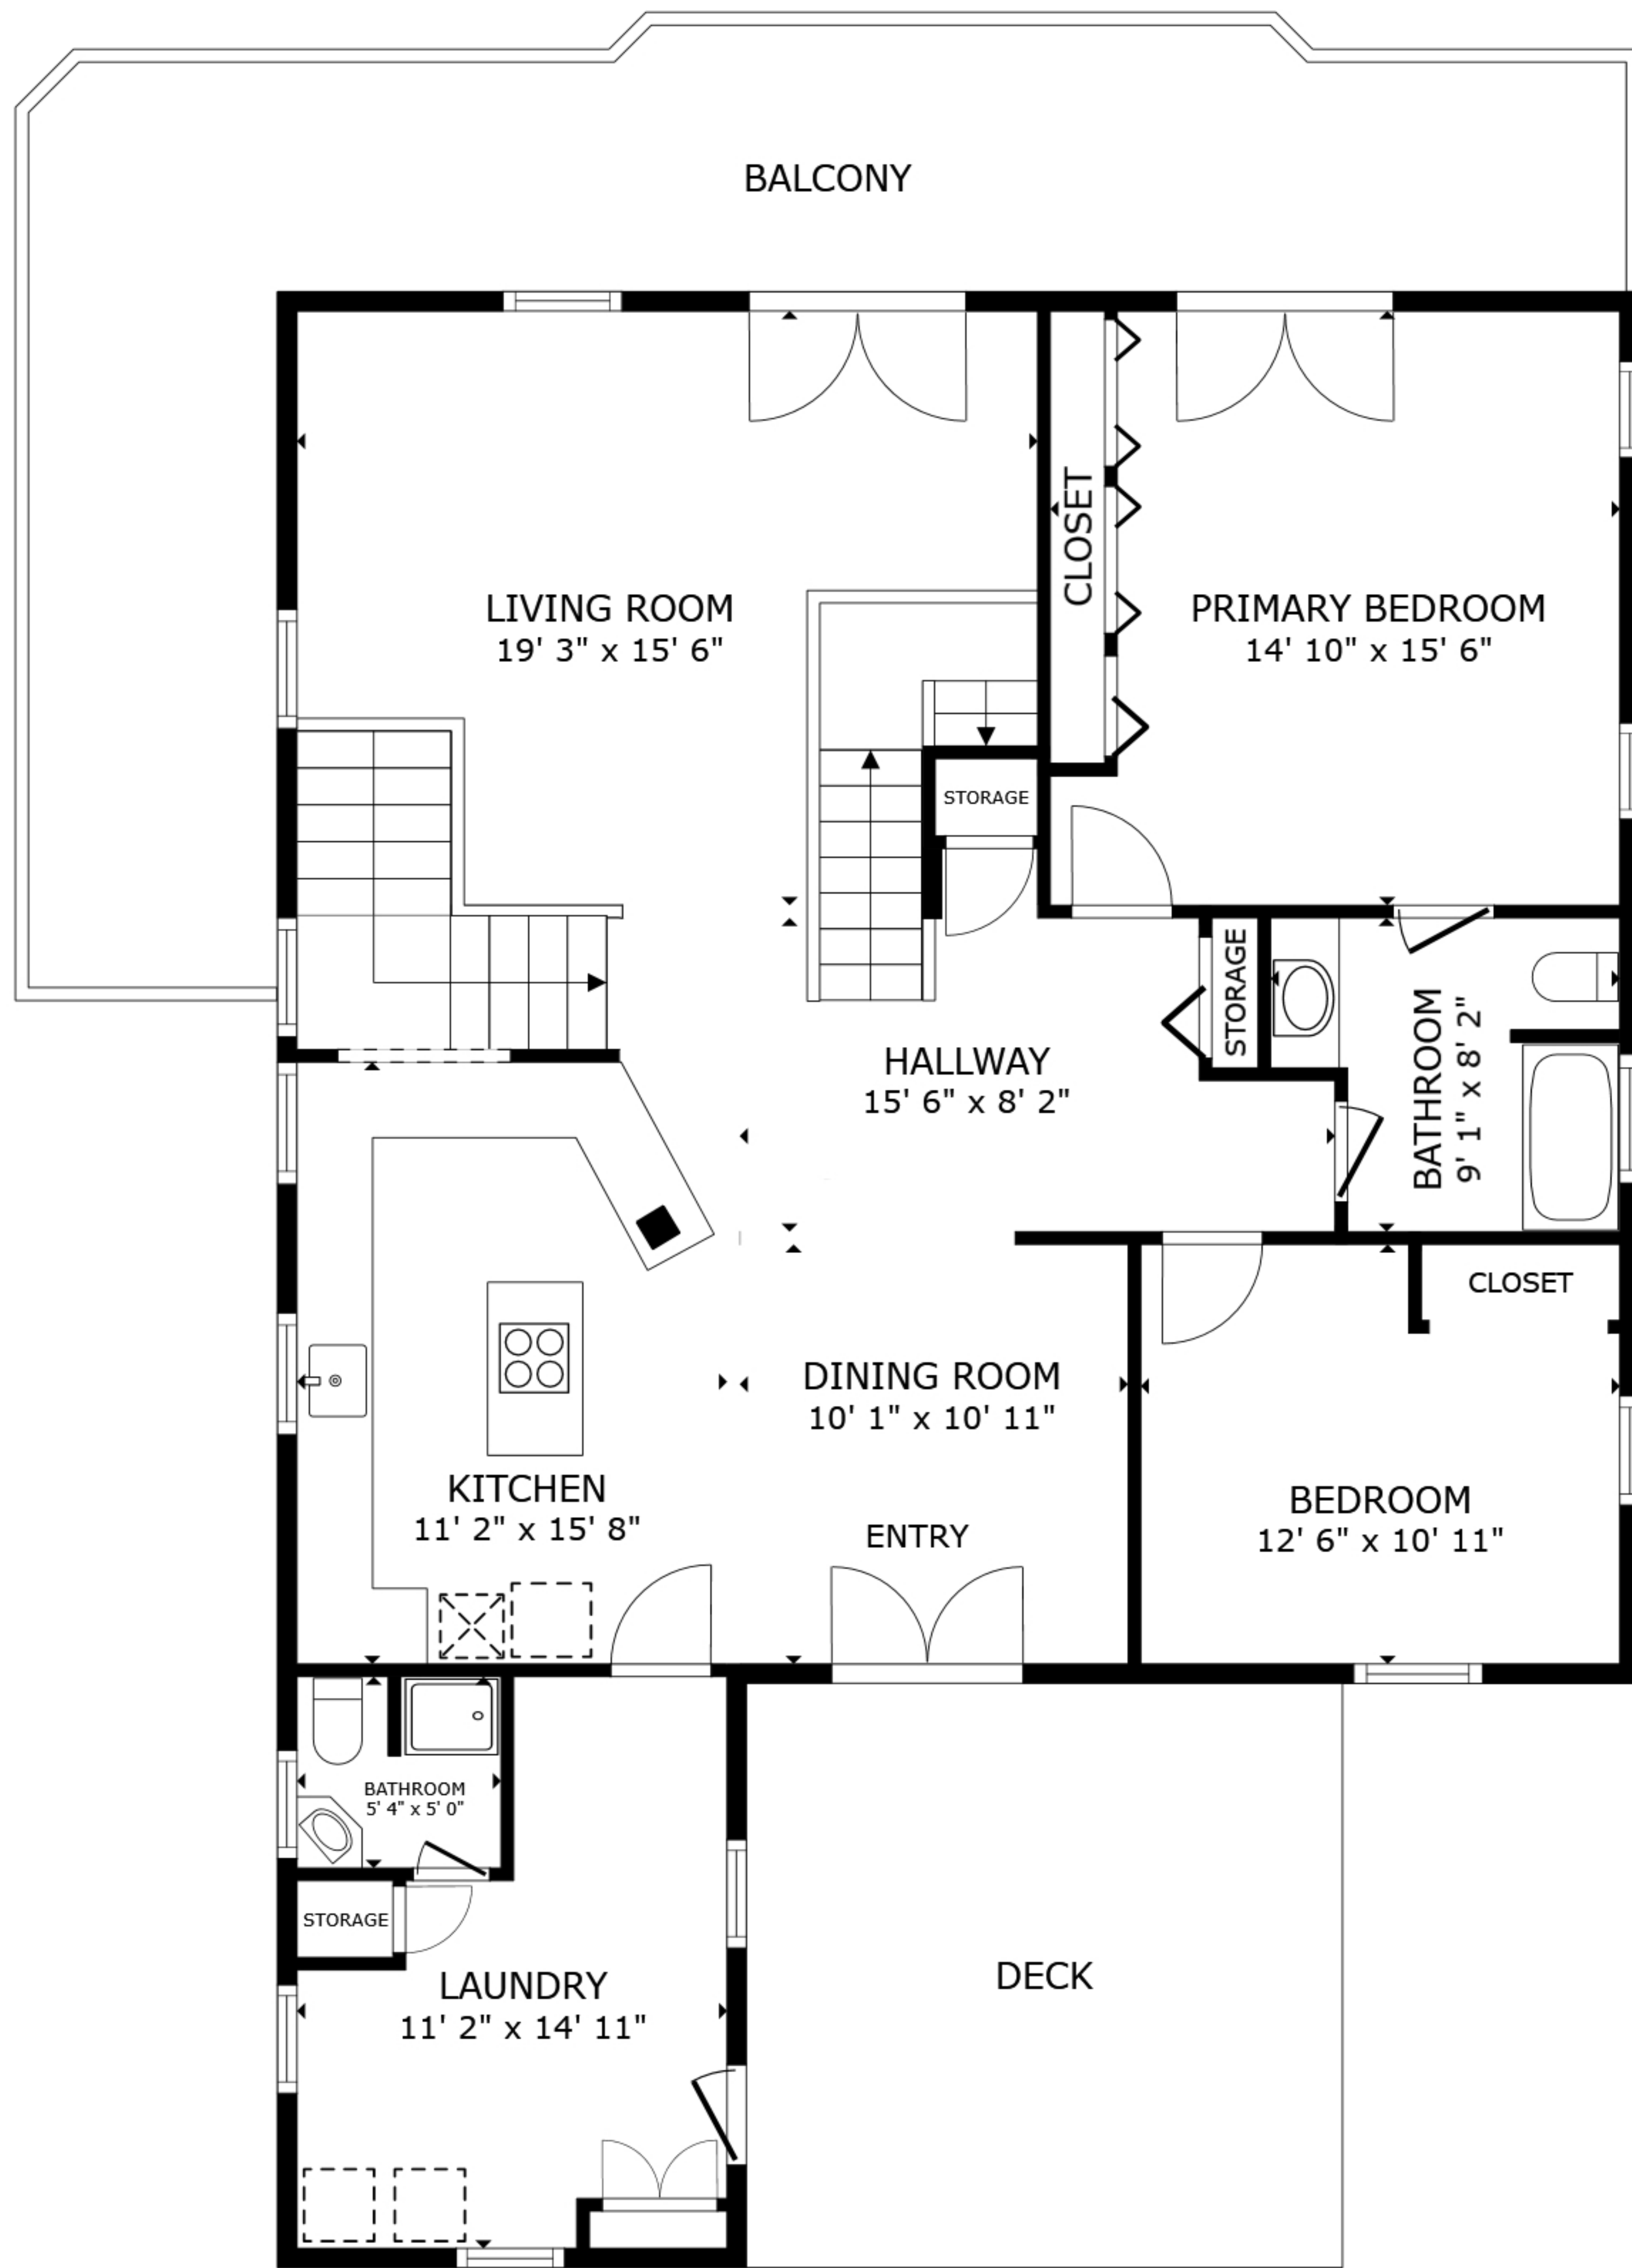 BALCONY
LIVING ROOM
19' 3" x 15' 6"
CLOSET
PRIMARY BEDROOM
14' 10" x 15' 6"
STORAGE
STORAGE
HALLWAY
15' 6" x 8' 2"
BATHROOM
9' 1" x 8' 2"
CLOSET
DINING ROOM
10' 1" x 10' 11"
KITCHEN
11' 2" x 15' 8"
ENTRY
BEDROOM
12' 6" x 10' 11"
BATHROOM
5' 4" x 5' 0"
STORAGE
LAUNDRY
11' 2" x 14' 11"
DECK